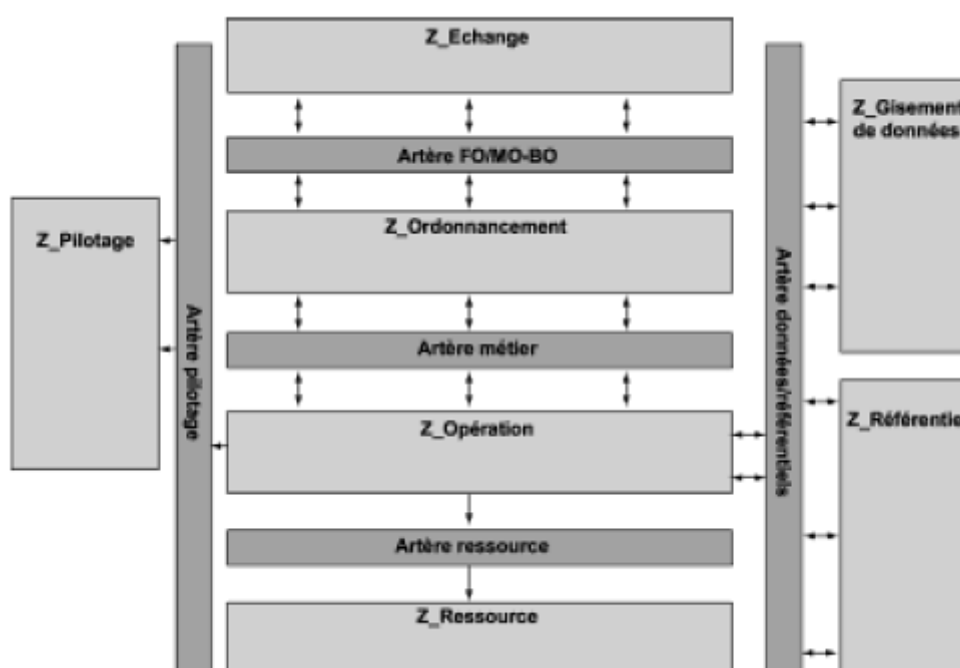 Z_Echange
Z_Gisement
de données
Artère FO/MO-BO
Z_Ordonnancement
Z_Pilotage
Artère pilotage
Artère données/référentiels
Artère métier
Z_Opération
Z_Référentie
Artère ressource
Z_Ressource